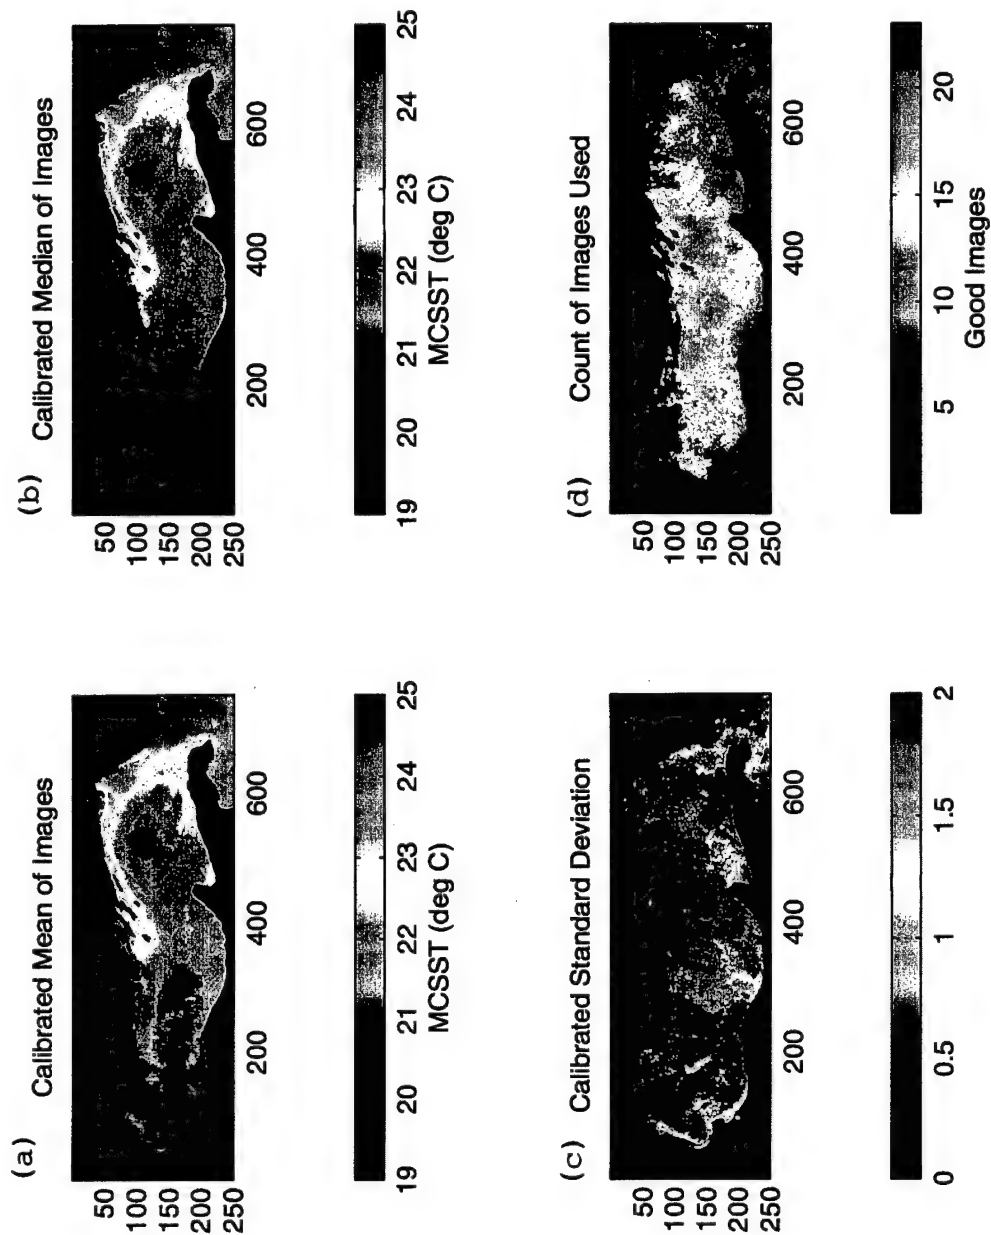 (a) Calibrated Mean of Images
50
100
150
200
250
200 400 600
19 20 21 22 23 24 25
MCSST (deg C)
(b) Calibrated Median of Images
50
100
150
200
250
200 400 600
19 20 21 22 23 24 25
MCSST (deg C)
(c) Calibrated Standard Deviation
50
100
150
200
250
200 400 600
0 0.5 1 1.5 2
(d) Count of Images Used
50
100
150
200
250
200 400 600
5 10 15 20
Good Images